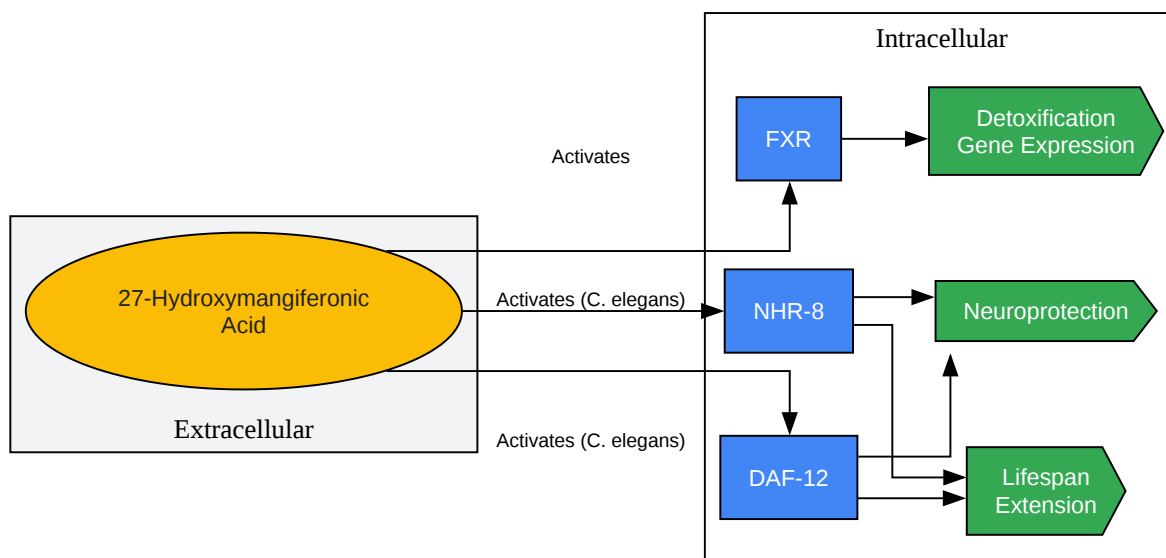 Intracellular
FXR
Detoxification
Gene Expression
Activates
27-Hydroxymangiferonic
Acid
Activates (C. elegans)
NHR-8
Neuroprotection
Extracellular
Activates (C. elegans)
DAF-12
Lifespan
Extension